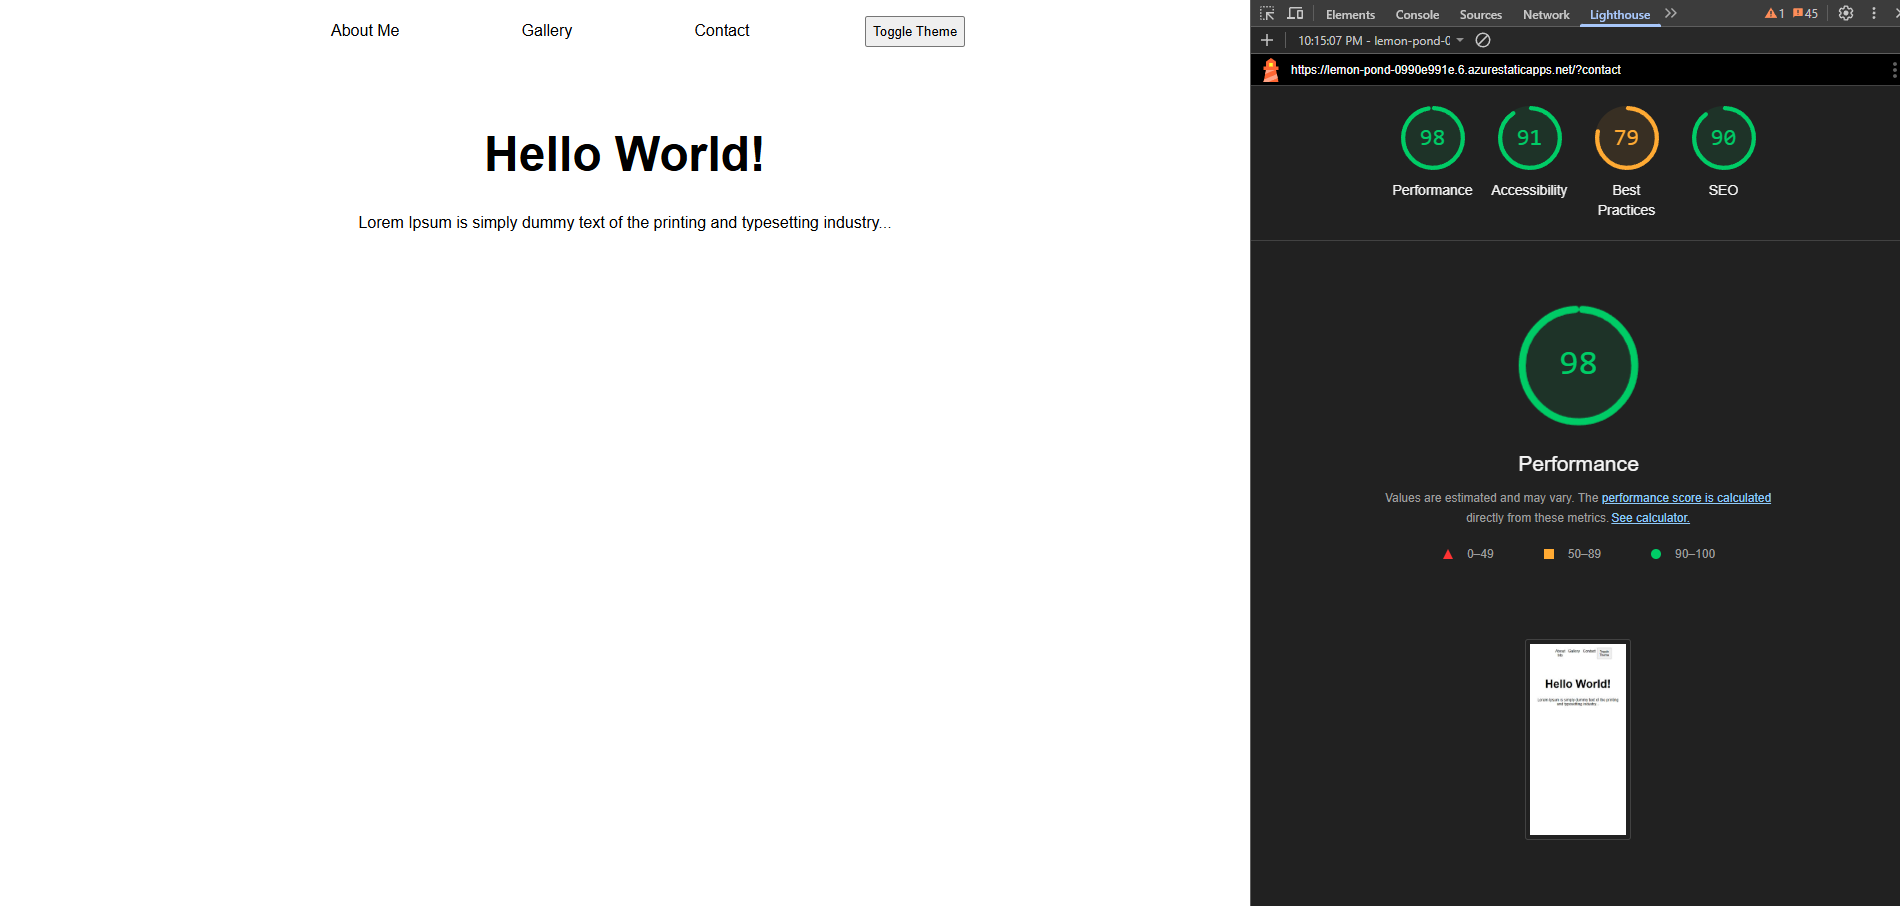 About Me Gallery Contact Toggle Theme
Hello World!
Lorem Ipsum is simply dummy text of the printing and typesetting industry...
Elements Console Sources Network Lighthouse 1 45
10:15:07 PM - lemon-pond-0
https://lemon-pond-0990e991e.6.azurestaticapps.net/?contact
98 91 79 90
Performance Accessibility Best Practices SEO
98
Performance
Values are estimated and may vary. The performance score is calculated
directly from these metrics. See calculator.
0–49 50–89 90–100
About Me Gallery Contact Toggle Theme
Hello World!
Lorem Ipsum is simply dummy text of the printing
and typesetting industry...